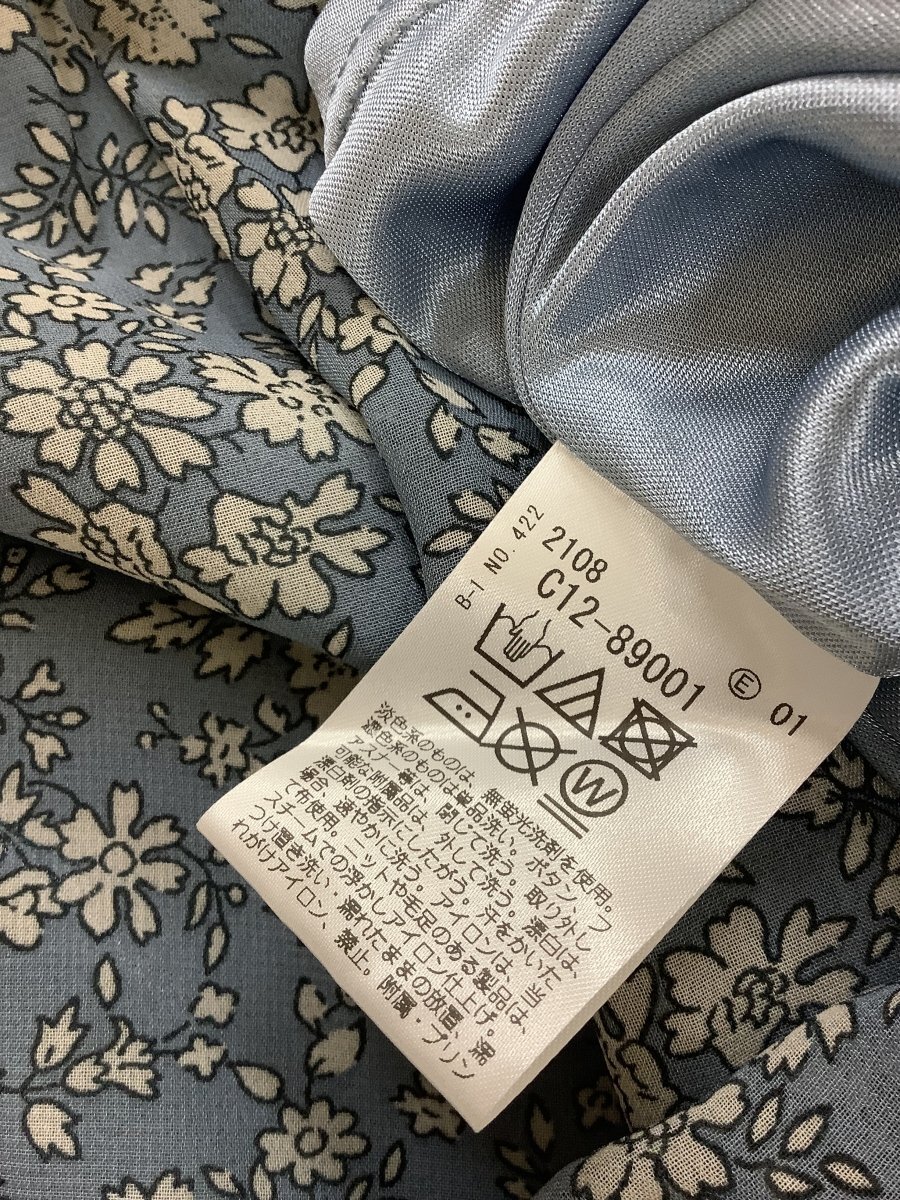 B-1 NO. 422
2108
C12-89001 Ⓔ 01
W
淡色系のものは、無蛍光洗剤を使用。
濃色系のものは単品洗い。ボタン、フ
アスナー等は、閉じて洗う。取り外し
可能な附属品は、外して洗う。漂白は、
漂白剤の指示にしたがう。汗をかいた
場合、速やかに洗う。アイロンは、当
て布使用。ニットや毛足のある製品は、
スチームでの浮かしアイロン仕上げ。
つけ置き洗い、濡れたままの放置、濡
れがけアイロン、禁止。附属・プリン